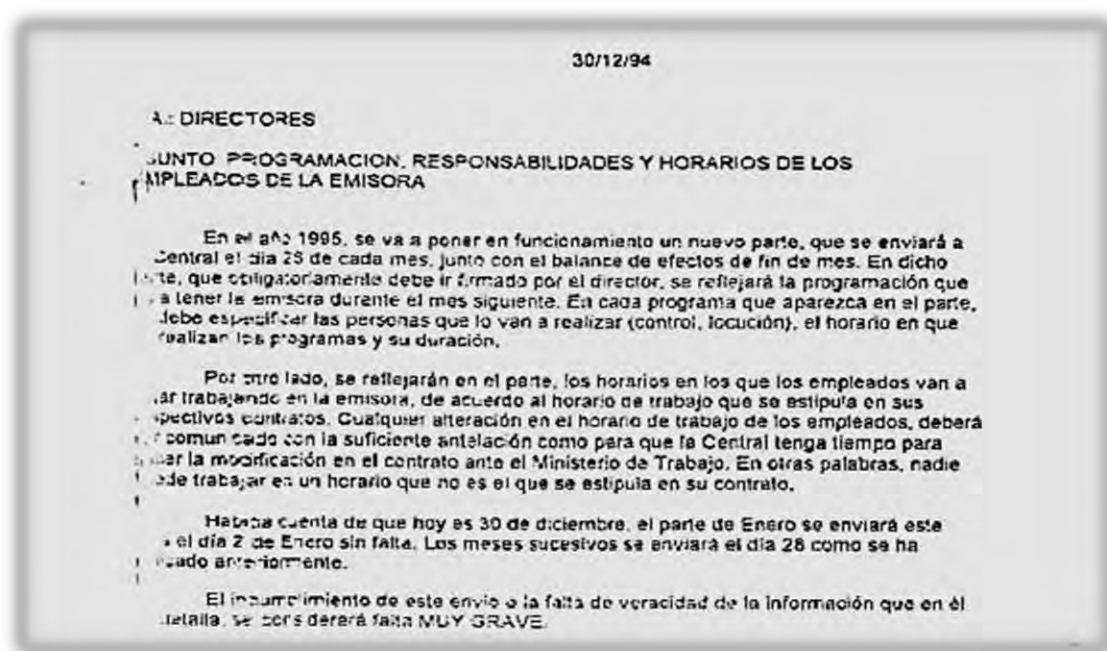 30/12/94
A.: DIRECTORES
SUNTO PROGRAMACION. RESPONSABILIDADES Y HORARIOS DE LOS
MPLEADOS DE LA EMISORA
En el año 1995, se va a poner en funcionamiento un nuevo parte, que se enviará a
Central el día 28 de cada mes, junto con el balance de efectos de fin de mes. En dicho
rte, que obligatoriamente debe ir firmado por el director, se reflejará la programación que
a tener la emisora durante el mes siguiente. En cada programa que aparezca en el parte,
debe especificar las personas que lo van a realizar (control, locución), el horario en que
realizan los programas y su duración.
Por otro lado, se reflejarán en el parte, los horarios en los que los empleados van a
ar trabajando en la emisora, de acuerdo al horario de trabajo que se estipula en sus
spectivos contratos. Cualquier alteración en el horario de trabajo de los empleados, deberá
r comunicado con la suficiente antelación como para que la Central tenga tiempo para
cer la modificación en el contrato ante el Ministerio de Trabajo. En otras palabras, nadie
ede trabajar en un horario que no es el que se estipula en su contrato.
Habida cuenta de que hoy es 30 de diciembre, el parte de Enero se enviará este
el día 2 de Enero sin falta. Los meses sucesivos se enviará el día 28 como se ha
cado anteriormente.
El incumplimiento de este envío o la falta de veracidad de la información que en él
detalla, se considerará falta MUY GRAVE.